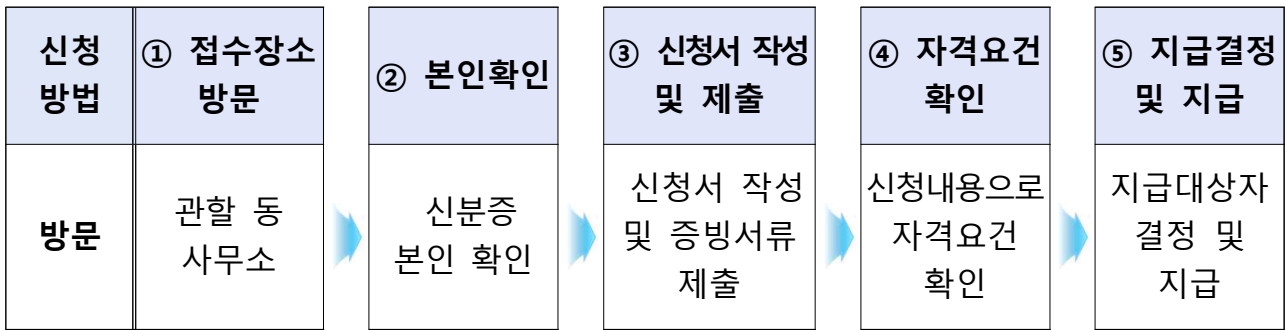 신청
방법
① 접수장소
방문
② 본인확인
③ 신청서 작성
및 제출
④ 자격요건
확인
⑤ 지급결정
및 지급
방문
관할 동
사무소
신분증
본인 확인
신청서 작성
및 증빙서류
제출
신청내용으로
자격요건
확인
지급대상자
결정 및
지급